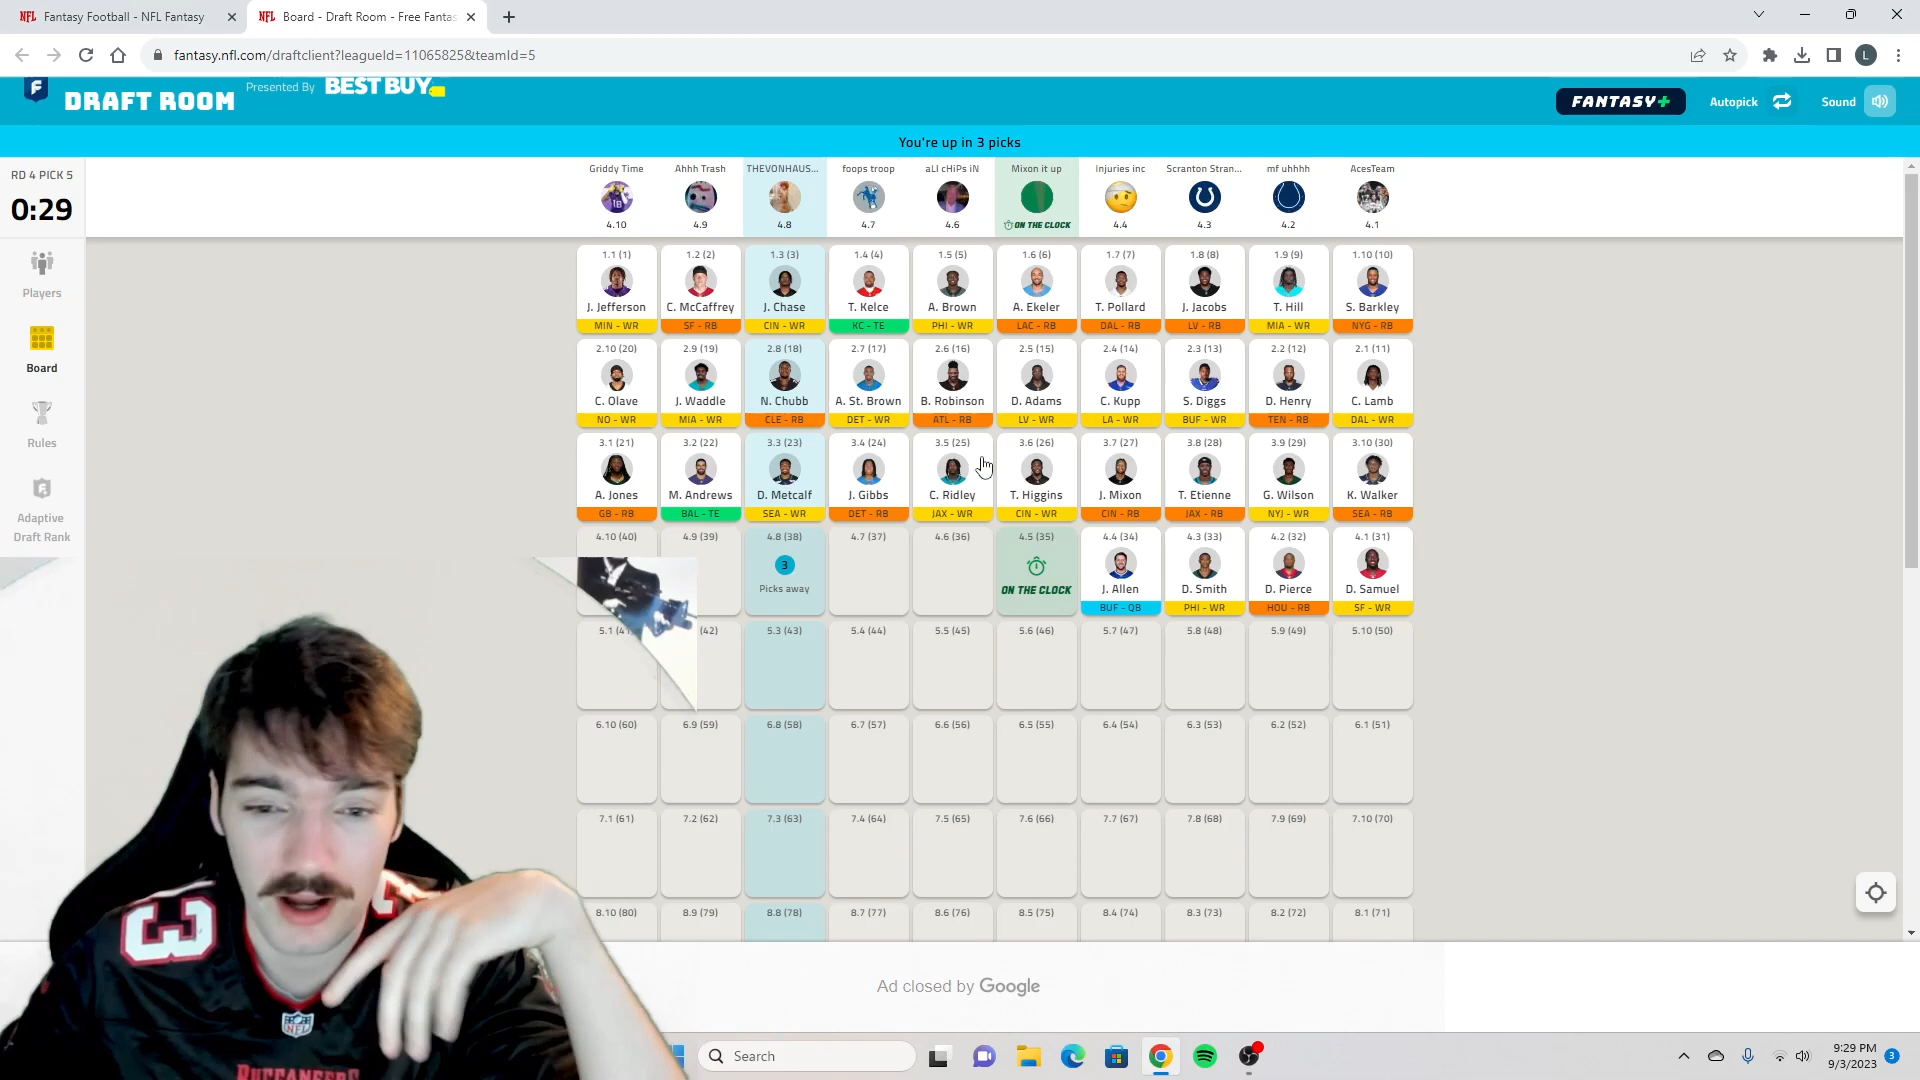 Fantasy Football - NFL Fantasy
Board - Draft Room - Free Fantas
fantasy.nfl.com/draftclient?leagueId=11065825&teamId=5
L
DRAFT ROOM Presented By BEST BUY
FANTASY+ Autopick Sound
You're up in 3 picks
RD 4 PICK 5
0:29
Players
Board
Rules
Adaptive
Draft Rank
Griddy Time Ahhh Trash THEVONHAUS... foops troop aLl cHiPs iN Mixon it up Injuries inc Scranton Stran... mf uhhhh AcesTeam
4.10 4.9 4.8 4.7 4.6 ON THE CLOCK 4.4 4.3 4.2 4.1
1.1 (1) 1.2 (2) 1.3 (3) 1.4 (4) 1.5 (5) 1.6 (6) 1.7 (7) 1.8 (8) 1.9 (9) 1.10 (10)
J. Jefferson C. McCaffrey J. Chase T. Kelce A. Brown A. Ekeler T. Pollard J. Jacobs T. Hill S. Barkley
MIN - WR SF - RB CIN - WR KC - TE PHI - WR LAC - RB DAL - RB LV - RB MIA - WR NYG - RB
2.10 (20) 2.9 (19) 2.8 (18) 2.7 (17) 2.6 (16) 2.5 (15) 2.4 (14) 2.3 (13) 2.2 (12) 2.1 (11)
C. Olave J. Waddle N. Chubb A. St. Brown B. Robinson D. Adams C. Kupp S. Diggs D. Henry C. Lamb
NO - WR MIA - WR CLE - RB DET - WR ATL - RB LV - WR LA - WR BUF - WR TEN - RB DAL - WR
3.1 (21) 3.2 (22) 3.3 (23) 3.4 (24) 3.5 (25) 3.6 (26) 3.7 (27) 3.8 (28) 3.9 (29) 3.10 (30)
A. Jones M. Andrews D. Metcalf J. Gibbs C. Ridley T. Higgins J. Mixon T. Etienne G. Wilson K. Walker
GB - RB BAL - TE SEA - WR DET - RB JAX - WR CIN - WR CIN - RB JAX - RB NYJ - WR SEA - RB
4.10 (40) 4.9 (39) 4.8 (38) 4.7 (37) 4.6 (36) 4.5 (35) 4.4 (34) 4.3 (33) 4.2 (32) 4.1 (31)
3
Picks away ON THE CLOCK J. Allen D. Smith D. Pierce D. Samuel
BUF - QB PHI - WR HOU - RB SF - WR
5.1 (41 (42) 5.3 (43) 5.4 (44) 5.5 (45) 5.6 (46) 5.7 (47) 5.8 (48) 5.9 (49) 5.10 (50)
6.10 (60) 6.9 (59) 6.8 (58) 6.7 (57) 6.6 (56) 6.5 (55) 6.4 (54) 6.3 (53) 6.2 (52) 6.1 (51)
7.1 (61) 7.2 (62) 7.3 (63) 7.4 (64) 7.5 (65) 7.6 (66) 7.7 (67) 7.8 (68) 7.9 (69) 7.10 (70)
8.10 (80) 8.9 (79) 8.8 (78) 8.7 (77) 8.6 (76) 8.5 (75) 8.4 (74) 8.3 (73) 8.2 (72) 8.1 (71)
3
NFL
BUCCANEERS
Ad closed by Google
Search
9:29 PM
9/3/2023
3